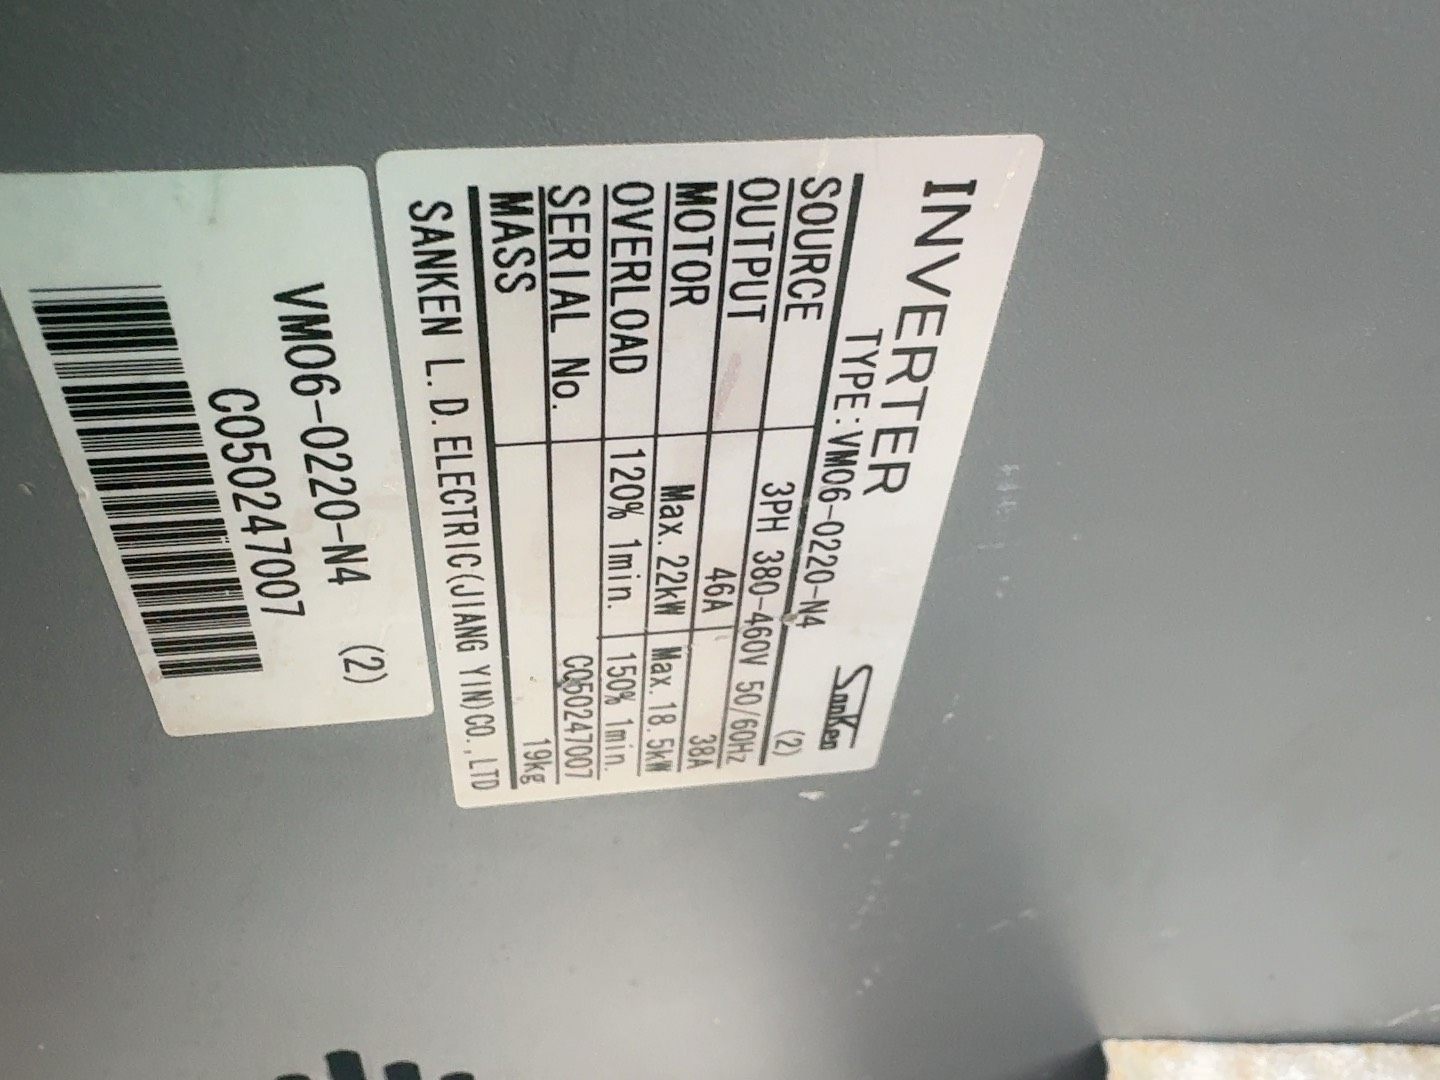 INVERTER
Sanken
TYPE:VM06-0220-N4 (2)
SOURCE 3PH 380-460V 50/60Hz
OUTPUT 46A 38A
MOTOR Max. 22kW Max. 18.5kW
OVERLOAD 120% 1min. 150% 1min.
SERIAL No. C050247007
MASS 19kg
SANKEN L.D.ELECTRIC(JIANG YIN)CO.,LTD
VM06-0220-N4 (2)
C050247007